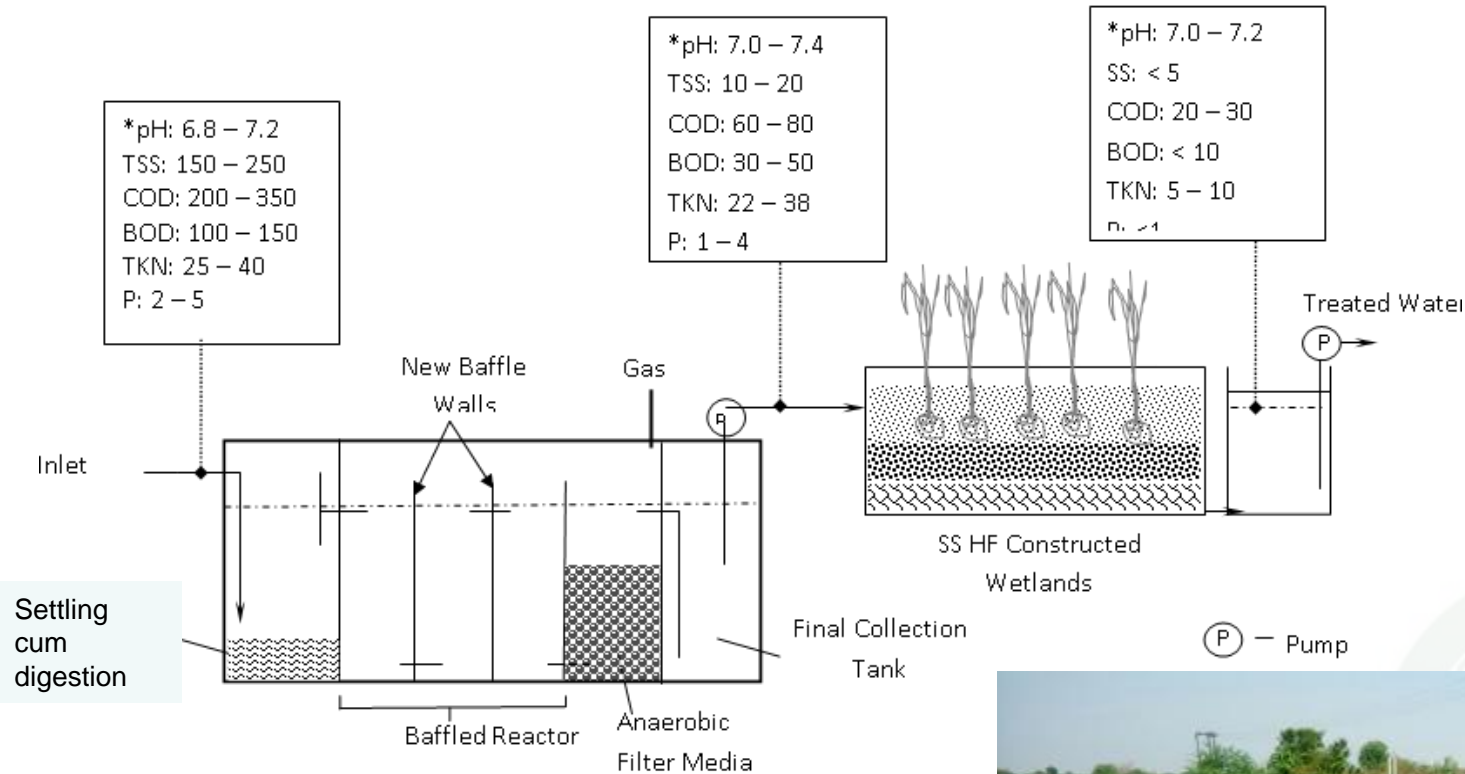 *pH: 6.8 – 7.2
TSS: 150 – 250
COD: 200 – 350
BOD: 100 – 150
TKN: 25 – 40
P: 2 – 5
*pH: 7.0 – 7.4
TSS: 10 – 20
COD: 60 – 80
BOD: 30 – 50
TKN: 22 – 38
P: 1 – 4
*pH: 7.0 – 7.2
SS: < 5
COD: 20 – 30
BOD: < 10
TKN: 5 – 10
Treated Water
P
New Baffle
Walls
Gas
P
Inlet
SS HF Constructed
Wetlands
Settling
cum
digestion
Final Collection
Tank
P – Pump
Baffled Reactor
Anaerobic
Filter Media